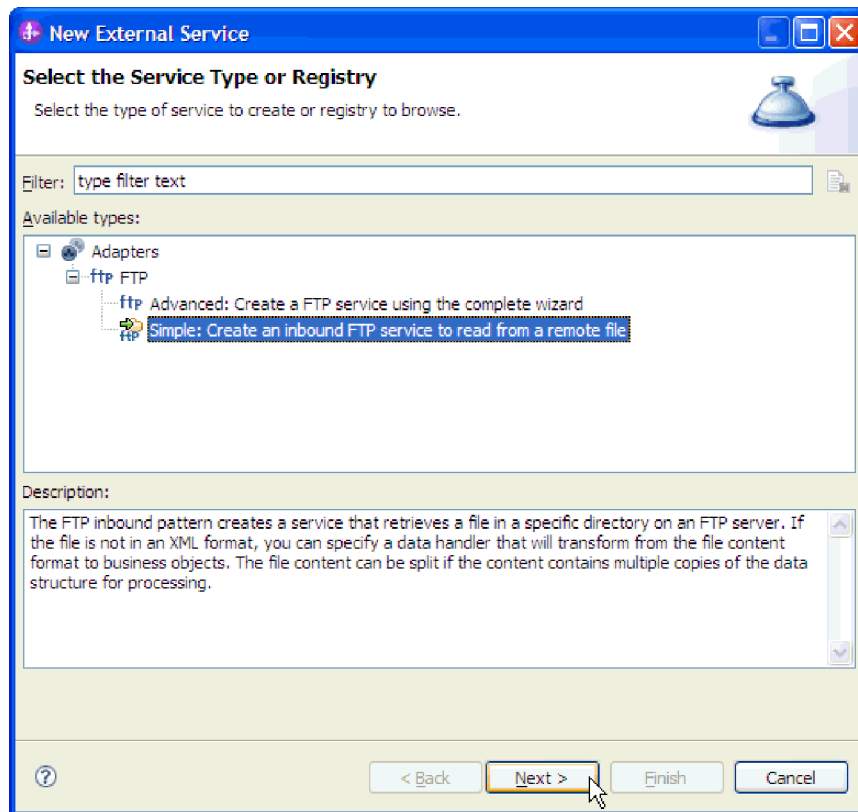 New External Service
Select the Service Type or Registry
Select the type of service to create or registry to browse.
Filter: type filter text
Available types:
Adapters
ftp FTP
ftp Advanced: Create a FTP service using the complete wizard
ftp Simple: Create an inbound FTP service to read from a remote file
Description:
The FTP inbound pattern creates a service that retrieves a file in a specific directory on an FTP server. If
the file is not in an XML format, you can specify a data handler that will transform from the file content
format to business objects. The file content can be split if the content contains multiple copies of the data
structure for processing.
? < Back Next > Finish Cancel